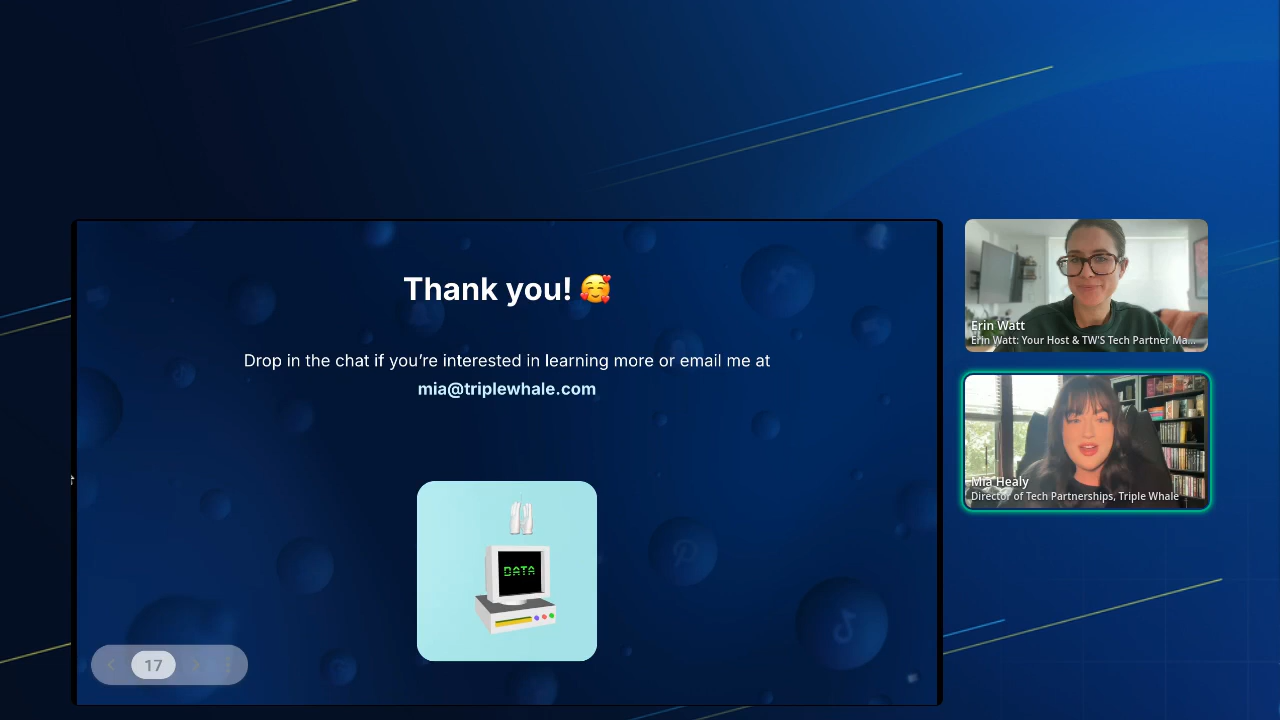 Thank you! 🥰
Drop in the chat if you’re interested in learning more or email me at
mia@triplewhale.com
DATA
17
Erin Watt
Erin Watt: Your Host & TW'S Tech Partner Ma...
Mia Healy
Director of Tech Partnerships, Triple Whale